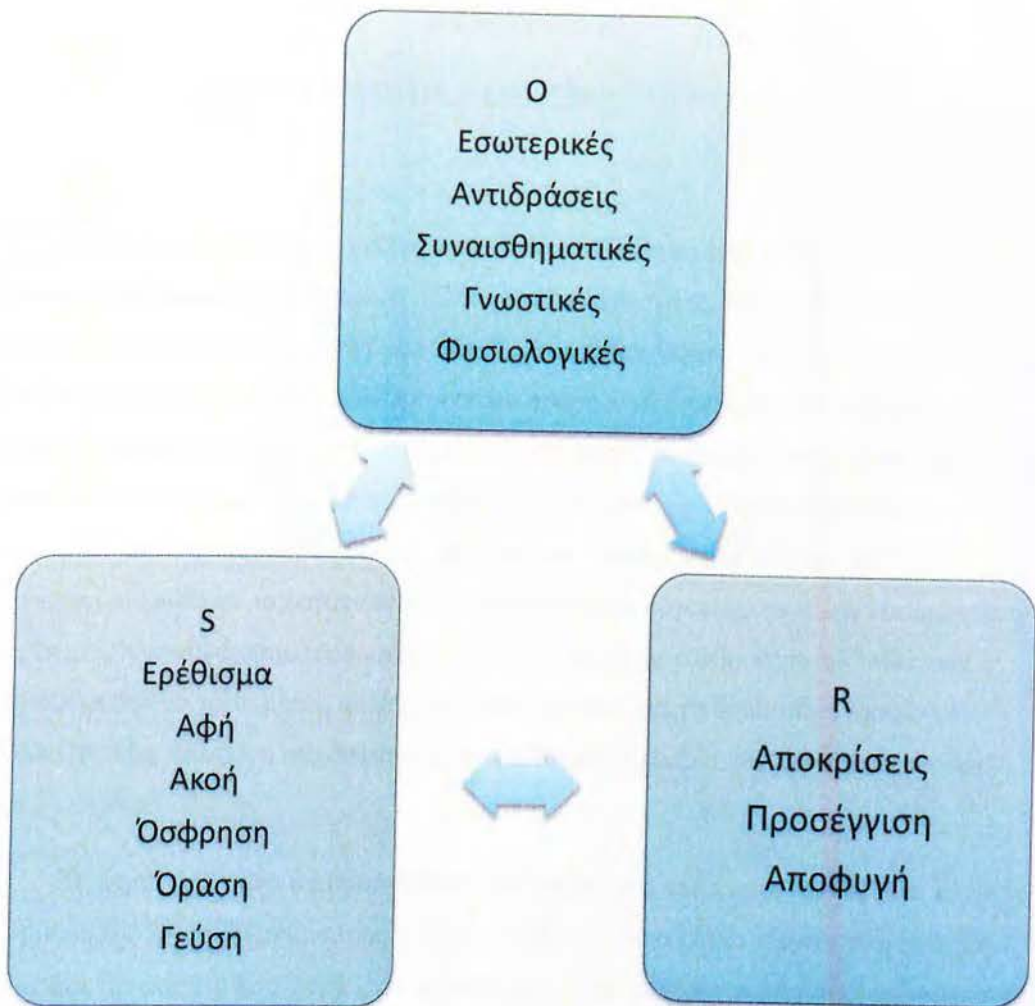 O
Εσωτερικές
Αντιδράσεις
Συναισθηματικές
Γνωστικές
Φυσιολογικές
S
Ερέθισμα
Αφή
Ακοή
Όσφρηση
Όραση
Γεύση
R
Αποκρίσεις
Προσέγγιση
Αποφυγή